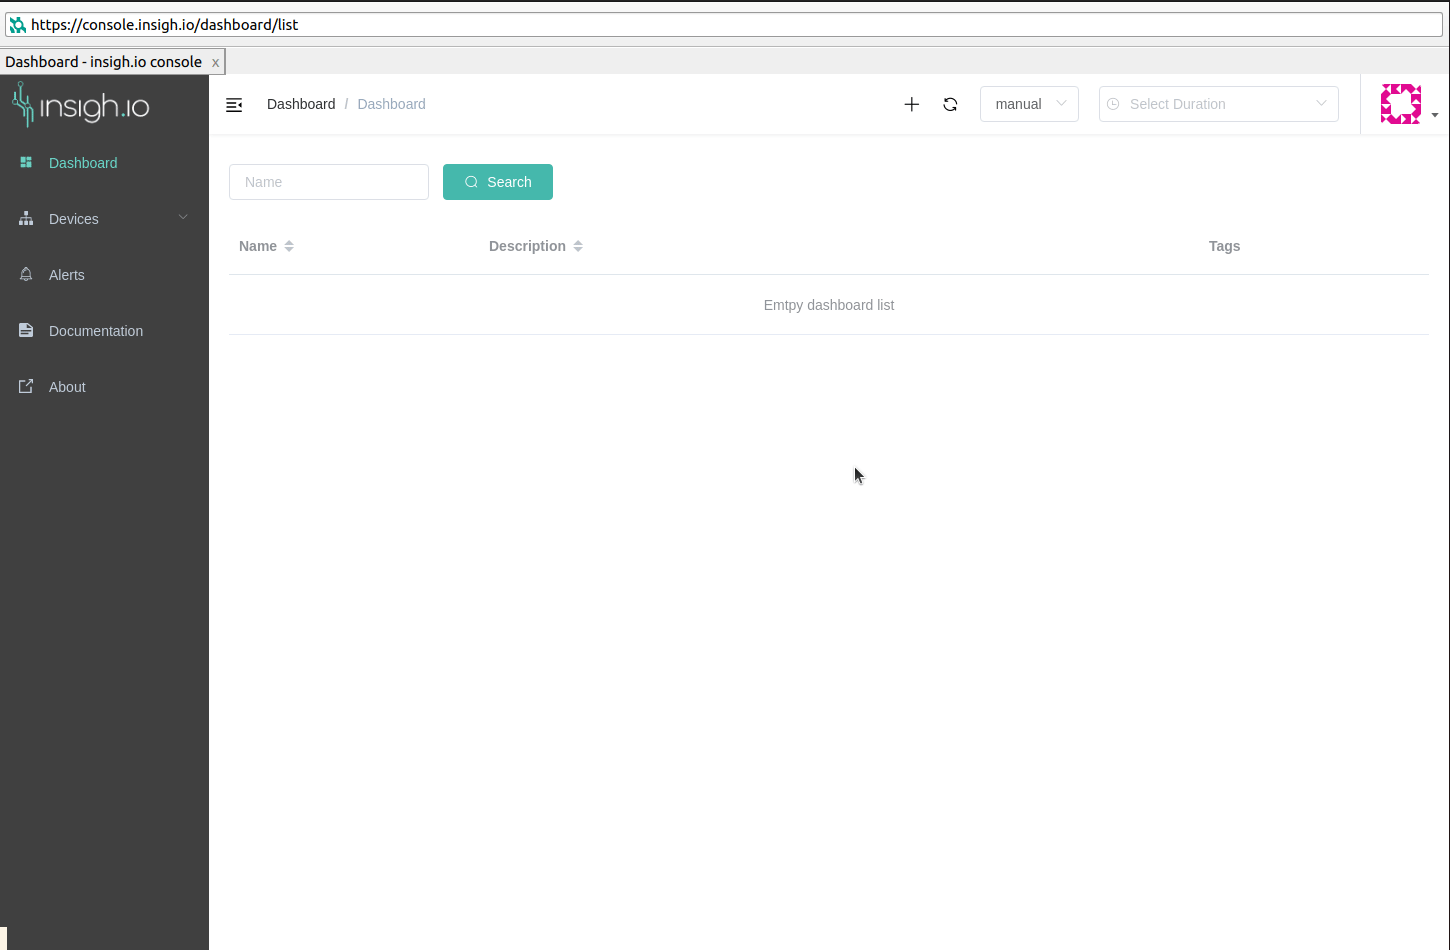 https://console.insigh.io/dashboard/list
Dashboard - insigh.io console x
insigh.io
Dashboard / Dashboard
manual
Select Duration
Dashboard
Devices
Alerts
Documentation
About
Name
Search
Name Description Tags
Emtpy dashboard list